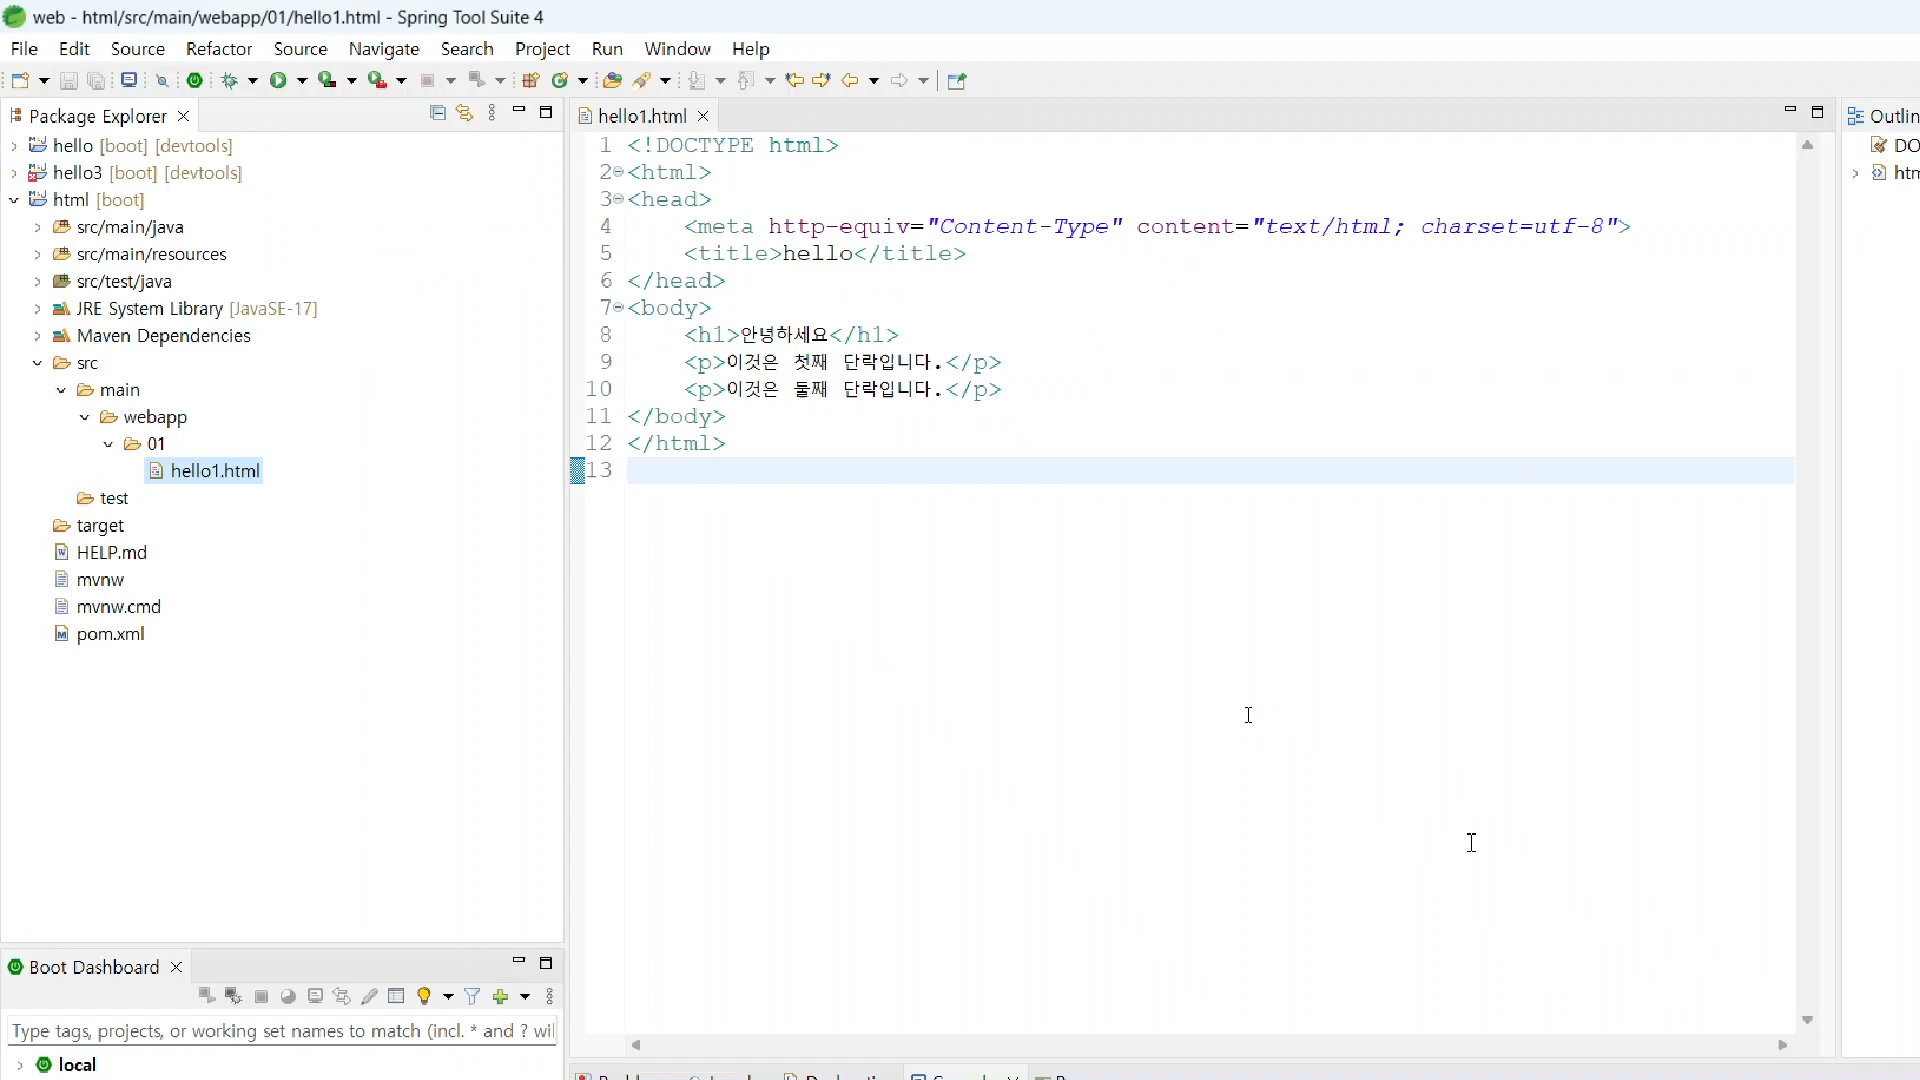 web - html/src/main/webapp/01/hello1.html - Spring Tool Suite 4
File Edit Source Refactor Source Navigate Search Project Run Window Help
Package Explorer
hello [boot] [devtools]
hello3 [boot] [devtools]
html [boot]
src/main/java
src/main/resources
src/test/java
JRE System Library [JavaSE-17]
Maven Dependencies
src
main
webapp
01
hello1.html
test
target
HELP.md
mvnw
mvnw.cmd
pom.xml
hello1.html
1 <!DOCTYPE html>
2 <html>
3 <head>
4 <meta http-equiv="Content-Type" content="text/html; charset=utf-8">
5 <title>hello</title>
6 </head>
7 <body>
8 <h1>안녕하세요</h1>
9 <p>이것은 첫째 단락입니다.</p>
10 <p>이것은 둘째 단락입니다.</p>
11 </body>
12 </html>
13
Outlin
DO
htm
Boot Dashboard
Type tags, projects, or working set names to match (incl. * and ? wil
local